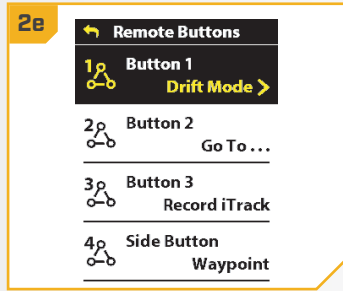 2e
Remote Buttons
1 Button 1
Drift Mode
2 Button 2
Go To ...
3 Button 3
Record iTrack
4 Side Button
Waypoint